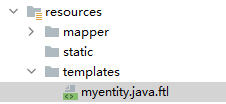 resources
mapper
static
templates
myentity.java.ftl